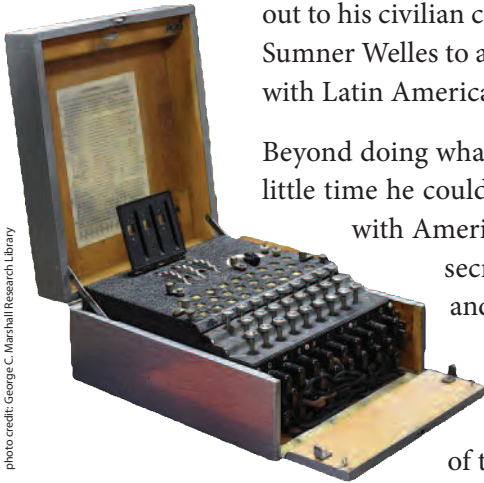 out to his civilian c
Sumner Welles to a
with Latin America
Beyond doing wha
little time he could
with Ameri
secr
and
of t
photo credit: George C. Marshall Research Library